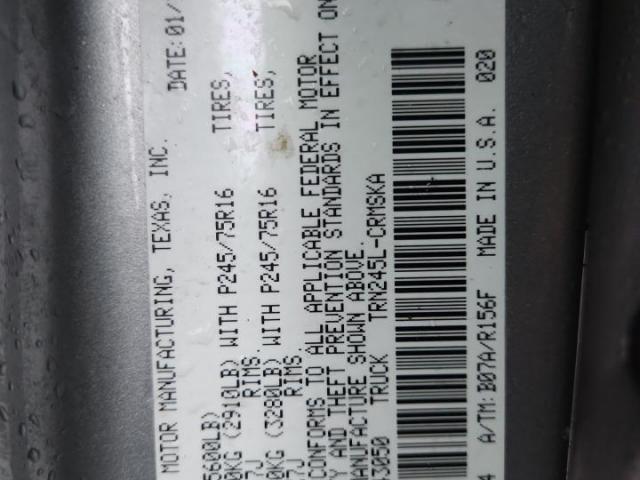 MOTOR MANUFACTURING, TEXAS, INC. DATE: 01/
5600LB)
0KG (2910LB) WITH P245/75R16 TIRES,
7J RIMS.
0KG (3280LB) WITH P245/75R16 TIRES,
7J RIMS.
CONFORMS TO ALL APPLICABLE FEDERAL MOTOR
Y AND THEFT PREVENTION STANDARDS IN EFFECT ON
MANUFACTURE SHOWN ABOVE.
43050 TRUCK TRN245L-CRMSKA
4 A/TM: B07A/R156F MADE IN U.S.A. 020